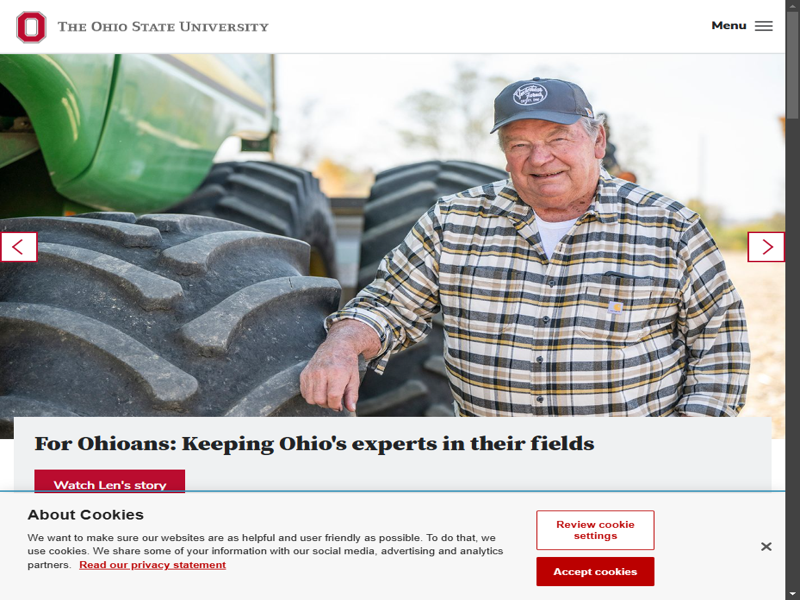 THE OHIO STATE UNIVERSITY
Menu
For Ohioans: Keeping Ohio's experts in their fields
Watch Len's story
About Cookies
We want to make sure our websites are as helpful and user friendly as possible. To do that, we
use cookies. We share some of your information with our social media, advertising and analytics
partners. Read our privacy statement
Review cookie
settings
Accept cookies